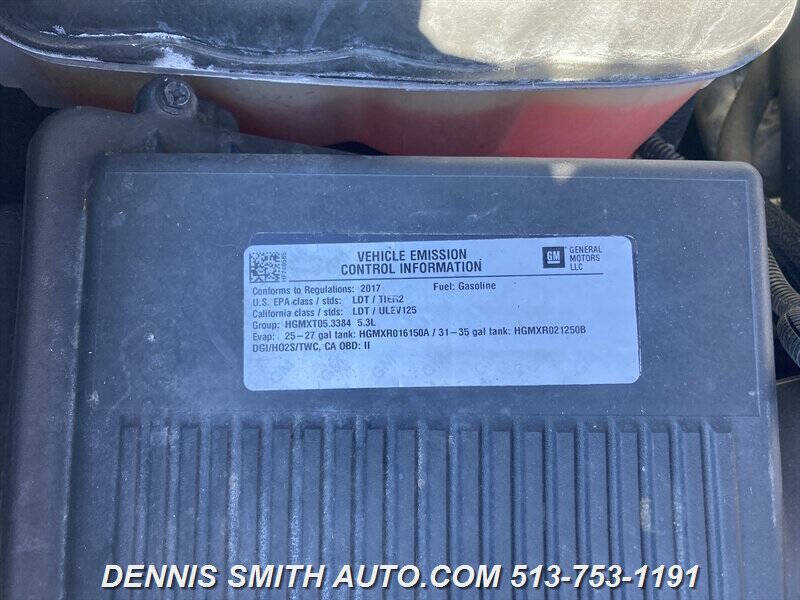 VEHICLE EMISSION
CONTROL INFORMATION
GM GENERAL
MOTORS
LLC
Conforms to Regulations: 2017 Fuel: Gasoline
U.S. EPA class / stds: LDT / TIER2
California class / stds: LDT / ULEV125
Group: HGMXT05.3384 5.3L
Evap: 25-27 gal tank: HGMXR016150A / 31-35 gal tank: HGMXR021250B
DGI/HO2S/TWC, CA OBD: II
DENNIS SMITH AUTO.COM 513-753-1191